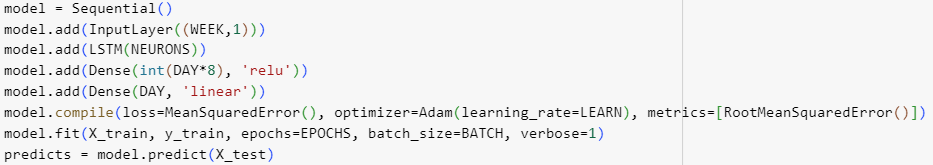 model = Sequential()
model.add(InputLayer((WEEK,1)))
model.add(LSTM(NEURONS))
model.add(Dense(int(DAY*8), 'relu'))
model.add(Dense(DAY, 'linear'))
model.compile(loss=MeanSquaredError(), optimizer=Adam(learning_rate=LEARN), metrics=[RootMeanSquaredError()])
model.fit(X_train, y_train, epochs=EPOCHS, batch_size=BATCH, verbose=1)
predicts = model.predict(X_test)